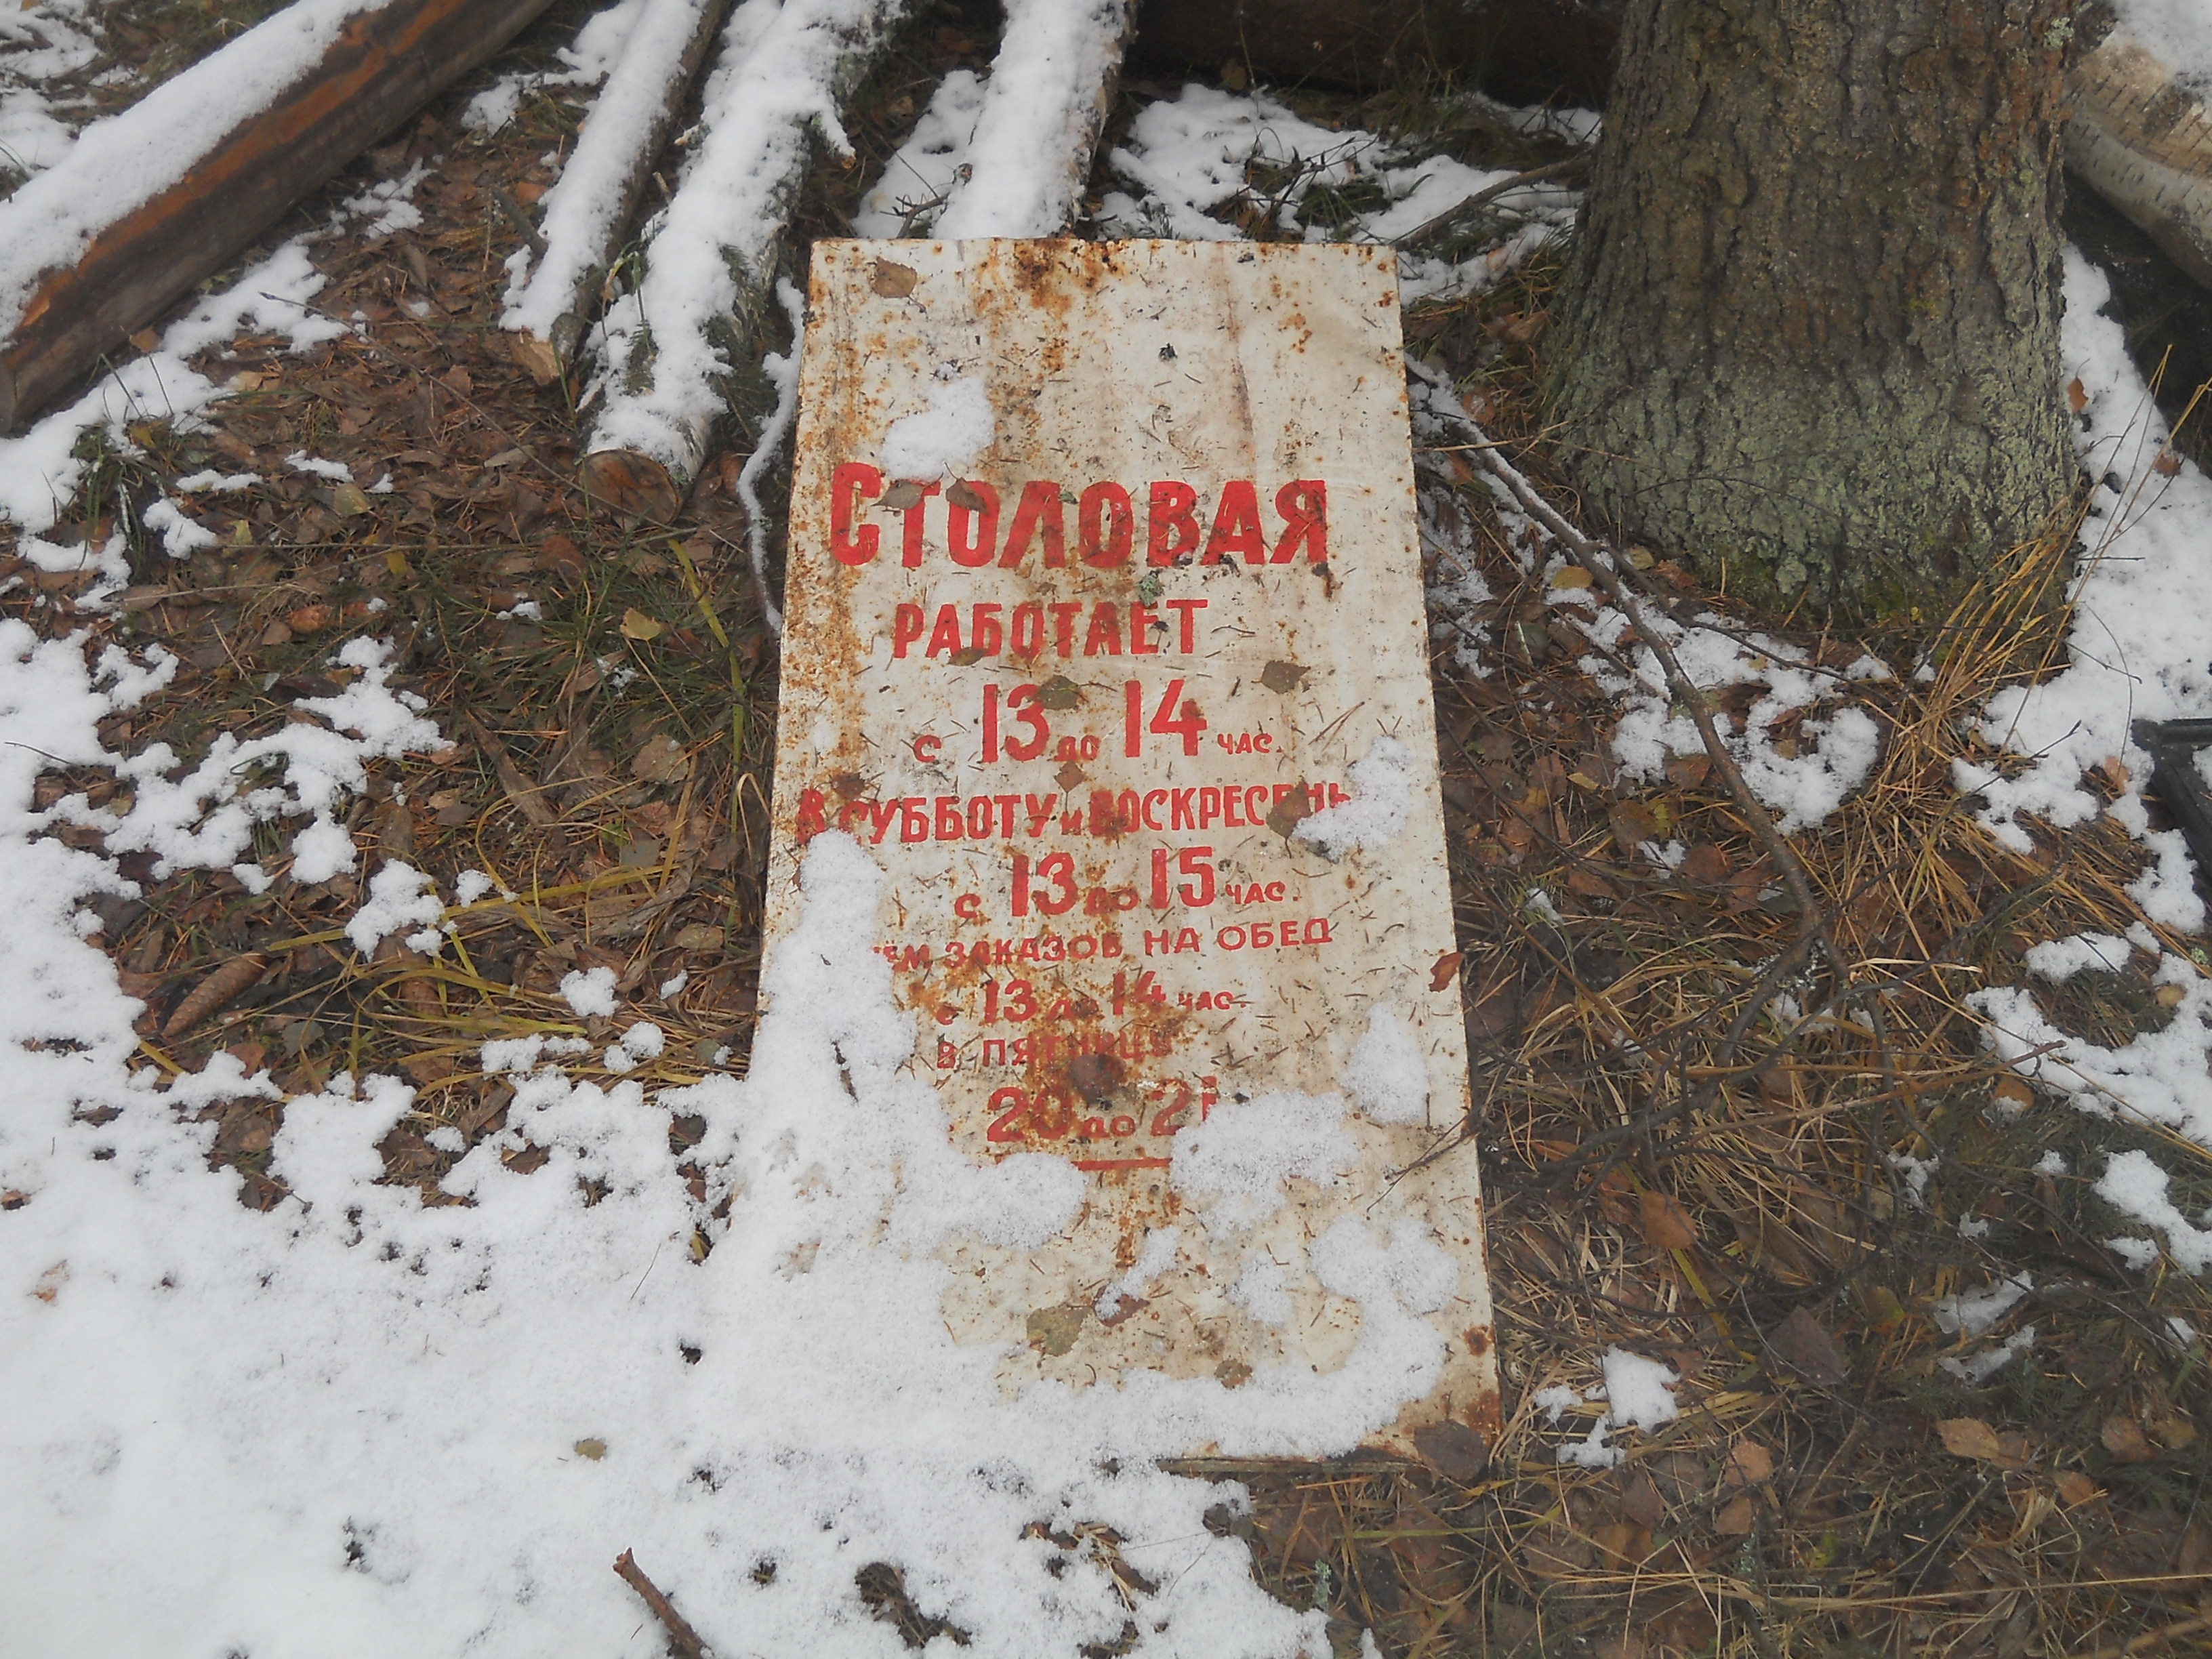 СТОЛОВАЯ
РАБОТАЕТ
с 13 до 14 час.
В СУББОТУ и ВОСКРЕСЕНЬ
с 13 до 15 час.
ЗАКАЗОВ НА ОБЕД
с 13 до 14 час.
В ПЯТНИЦУ
20 до 21